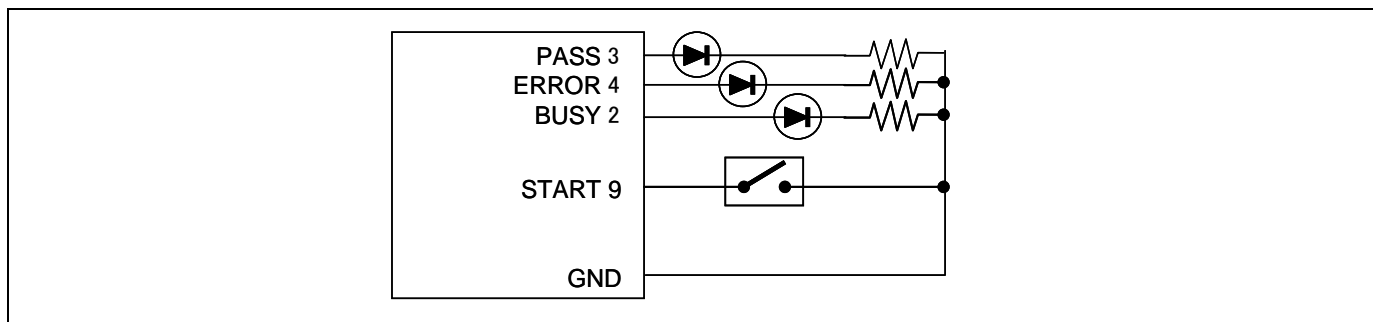 PASS 3
ERROR 4
BUSY 2
START 9
GND